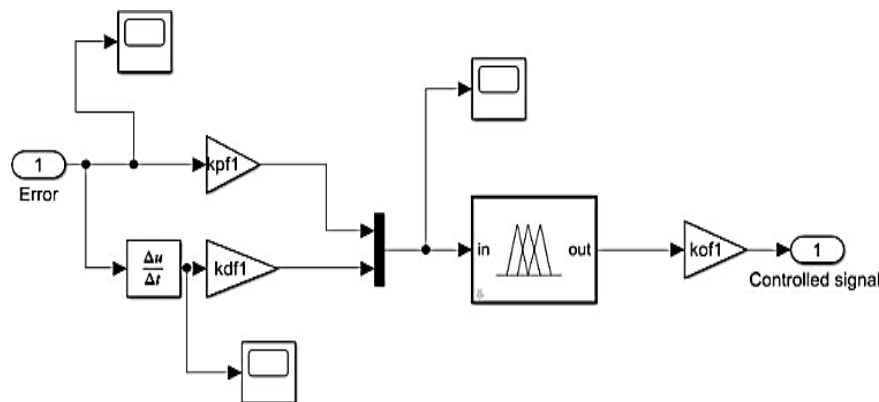 1
Error
kpf1
Δu
Δt
kdf1
in
out
kof1
1
Controlled signal